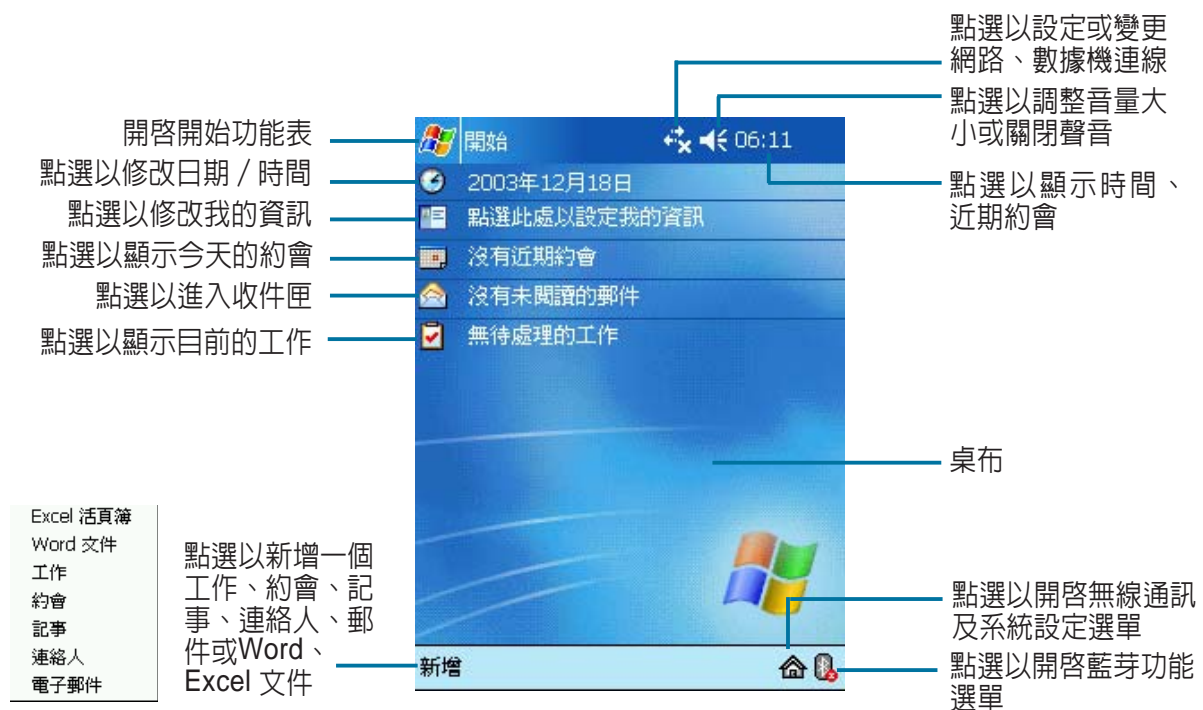 點選以設定或變更
網路、數據機連線
點選以調整音量大
小或關閉聲音
點選以顯示時間、
近期約會
開啟開始功能表
點選以修改日期／時間
點選以修改我的資訊
點選以顯示今天的約會
點選以進入收件匣
點選以顯示目前的工作
開始 06:11
2003年12月18日
點選此處以設定我的資訊
沒有近期約會
沒有未閱讀的郵件
無待處理的工作
桌布
Excel 活頁簿
Word 文件
工作
約會
記事
連絡人
電子郵件
點選以新增一個
工作、約會、記
事、連絡人、郵
件或Word、
Excel 文件
新增
點選以開啟無線通訊
及系統設定選單
點選以開啟藍芽功能
選單